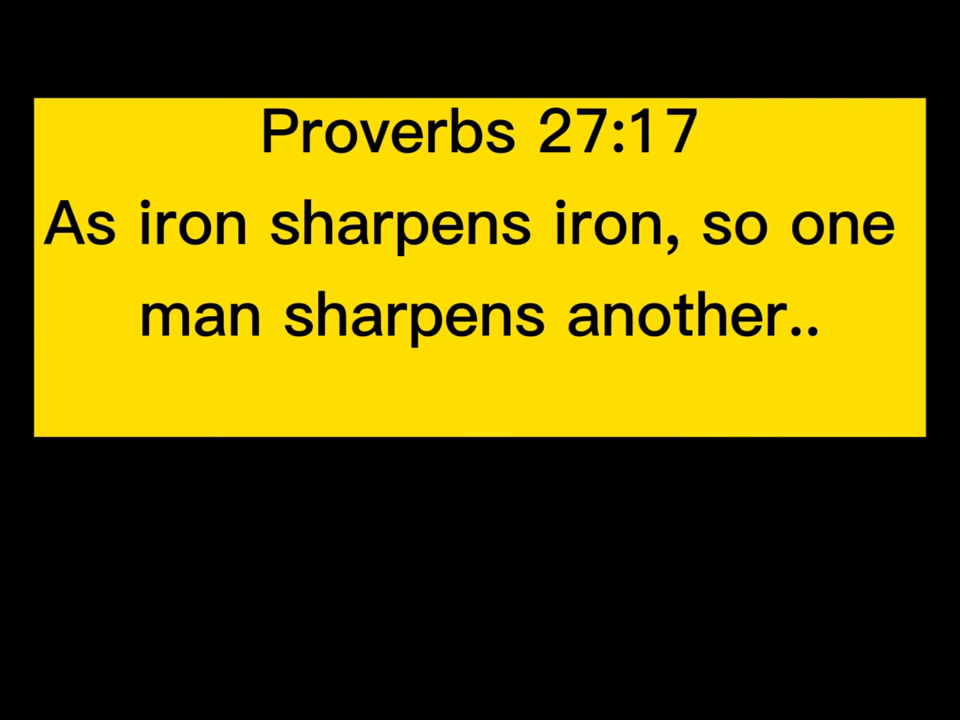 Proverbs 27:17
As iron sharpens iron, so one
man sharpens another..